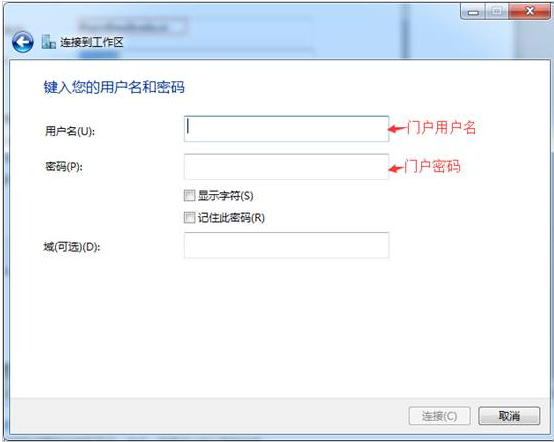 连接到工作区
键入您的用户名和密码
用户名(U):
门户用户名
密码(P):
门户密码
显示字符(S)
记住此密码(R)
域(可选)(D):
连接(C)
取消